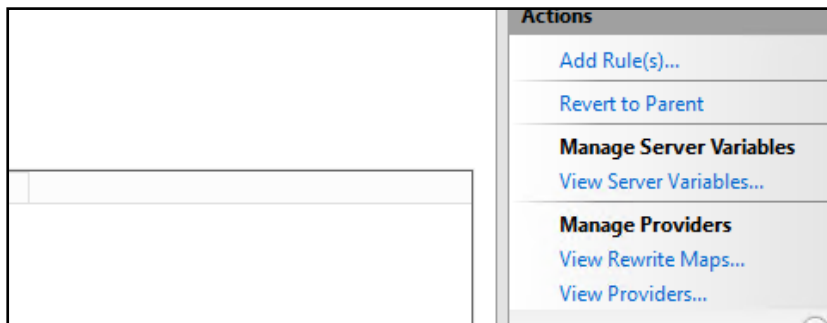 Actions
Add Rule(s)...
Revert to Parent
Manage Server Variables
View Server Variables...
Manage Providers
View Rewrite Maps...
View Providers...